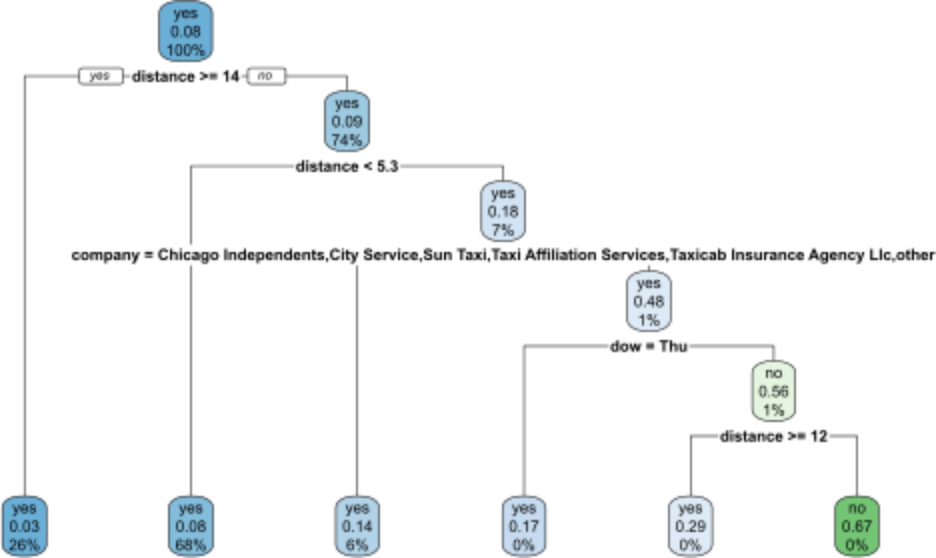 yes
0.08
100%
yes distance >= 14 no
yes
0.09
74%
distance < 5.3
yes
0.18
7%
company = Chicago Independents,City Service,Sun Taxi,Taxi Affiliation Services,Taxicab Insurance Agency Llc,other
yes
0.48
1%
dow = Thu
no
0.56
1%
distance >= 12
yes yes yes yes yes no
0.03 0.08 0.14 0.17 0.29 0.67
26% 68% 6% 0% 0% 0%